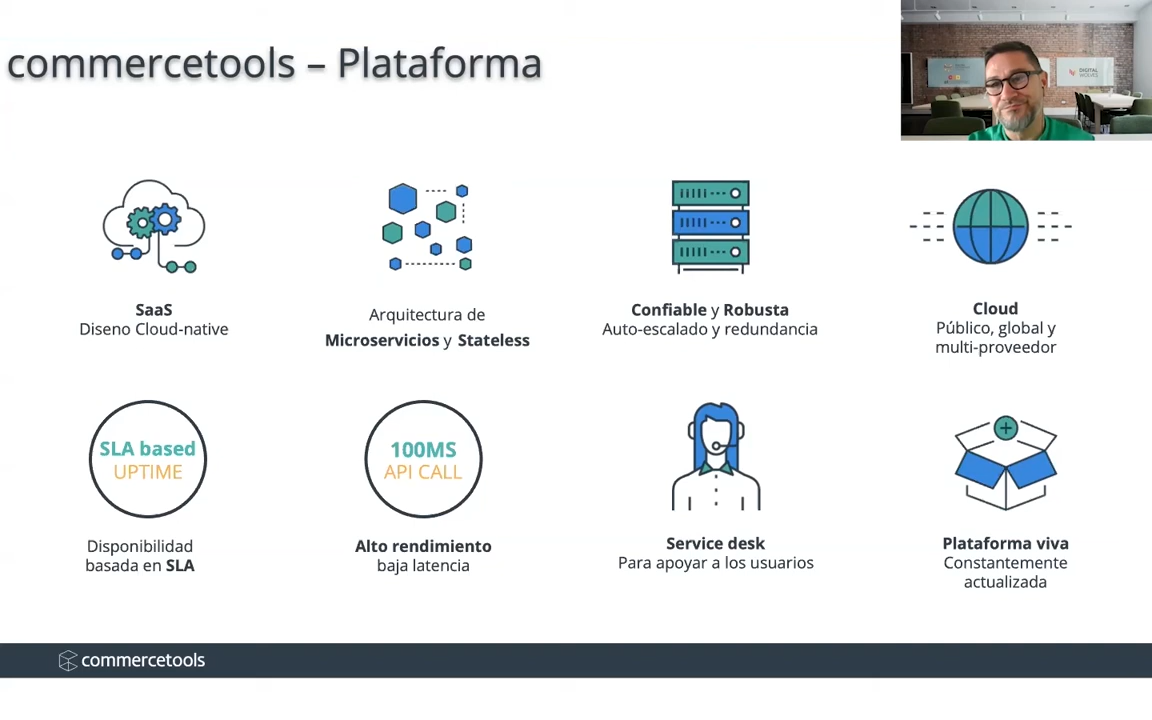 commercetools – Plataforma
DIGITAL
SaaS
Diseno Cloud-native
Arquitectura de
Microservicios y Stateless
Confiable y Robusta
Auto-escalado y redundancia
Cloud
Público, global y
multi-proveedor
SLA based
UPTIME
Disponibilidad
basada en SLA
100MS
API CALL
Alto rendimiento
baja latencia
Service desk
Para apoyar a los usuarios
Plataforma viva
Constantemente
actualizada
commercetools